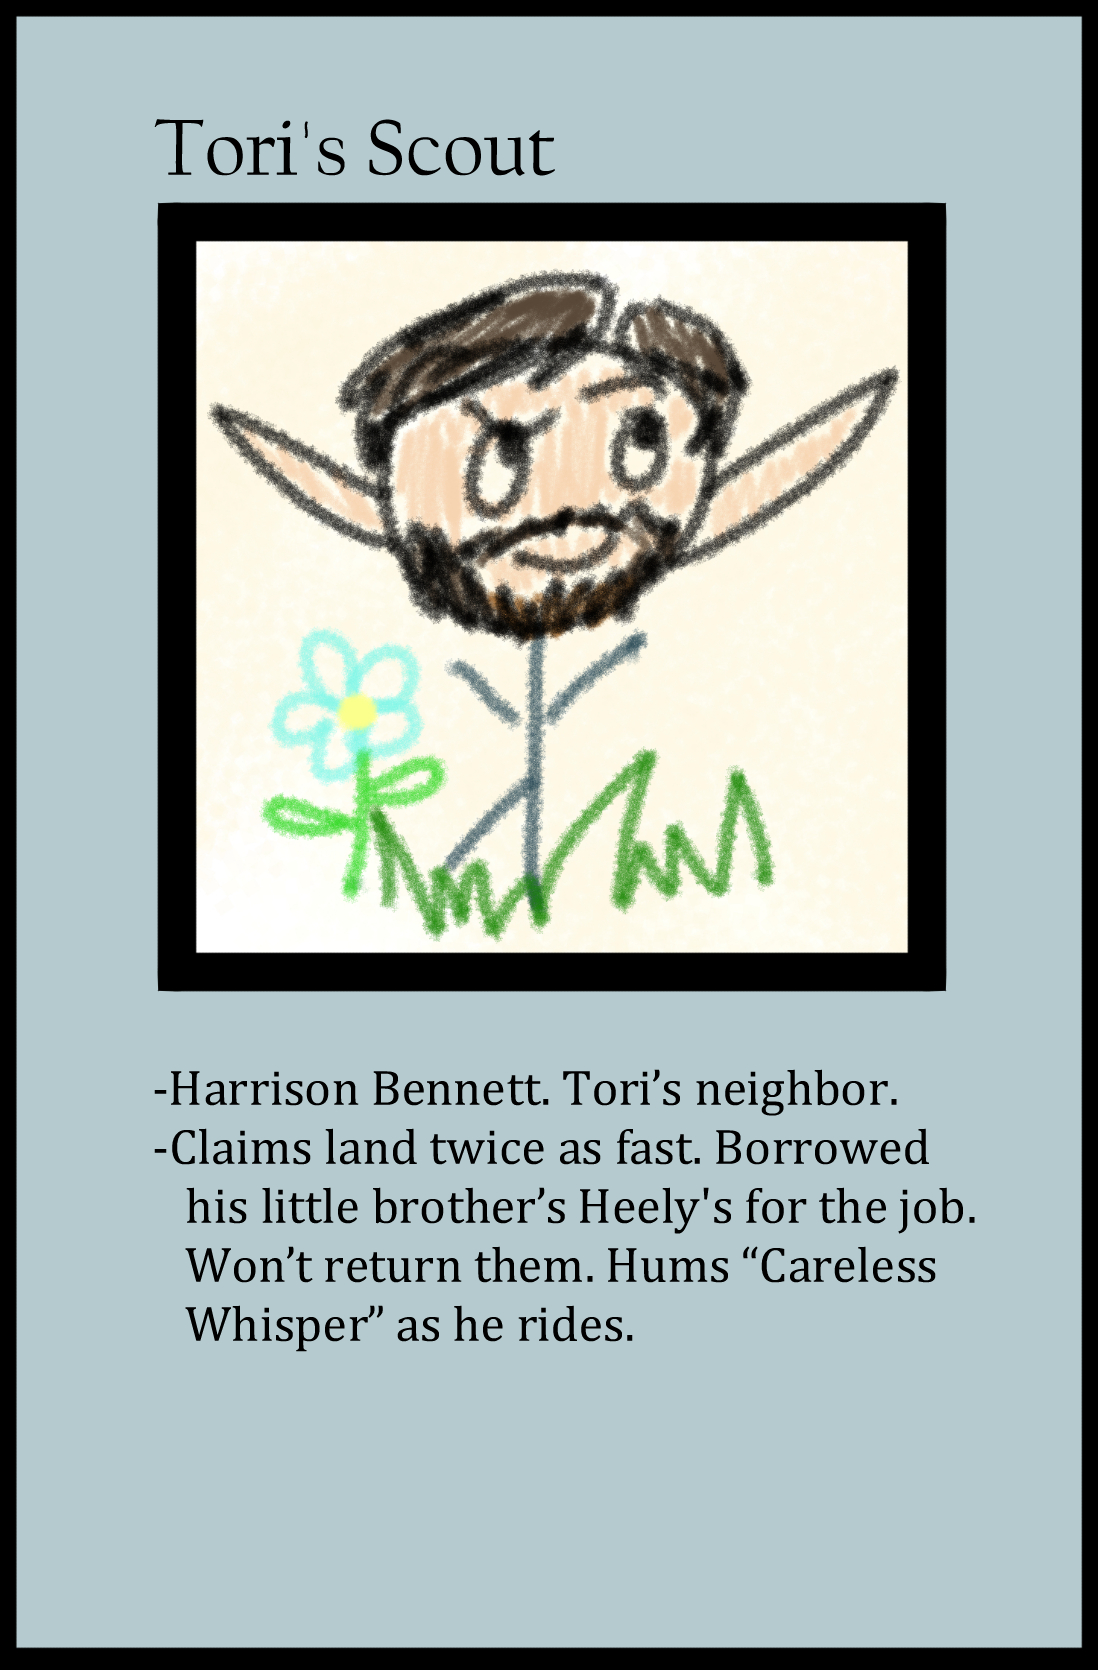 Tori's Scout
-Harrison Bennett. Tori’s neighbor.
-Claims land twice as fast. Borrowed
his little brother’s Heely's for the job.
Won’t return them. Hums “Careless
Whisper” as he rides.